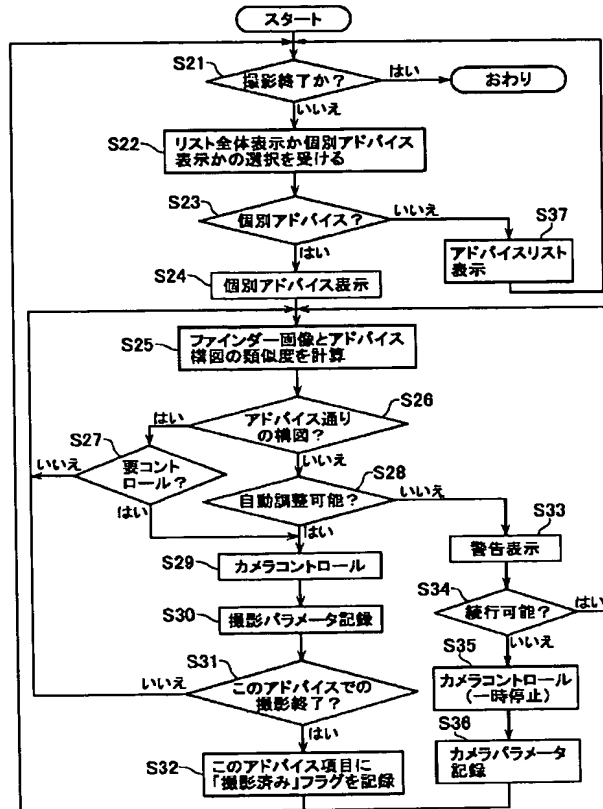 スタート
S21
撮影終了か？
はい
おわり
いいえ
S22
リスト全体表示か個別アドバイス
表示かの選択を受ける
S23
個別アドバイス？
いいえ
S37
アドバイスリスト
表示
はい
S24
個別アドバイス表示
S25
ファインダー画像とアドバイス
構図の類似度を計算
S26
アドバイス通り
の構図？
はい
S27
いいえ
要コント
ロール？
はい
いいえ
S28
自動調整可能？
いいえ
はい
S33
警告表示
S29
カメラコントロール
S34
続行可能？
はい
いいえ
S30
撮影パラメータ記録
S35
カメラコントロール
(一時停止)
S31
いいえ
このアドバイスでの
撮影終了？
はい
S36
カメラパラメータ
記録
S32
このアドバイス項目に
「撮影済み」フラグを記録